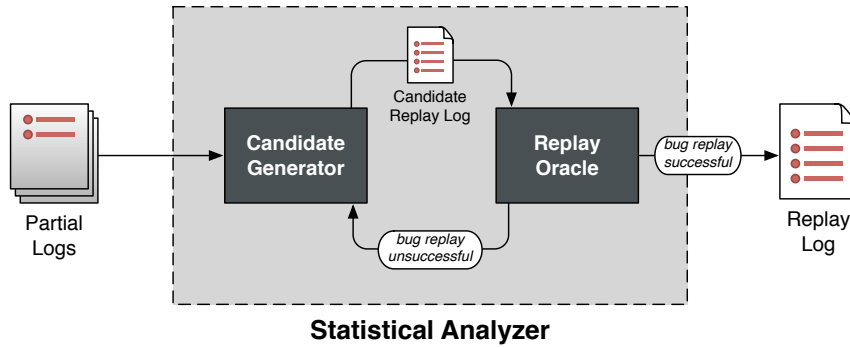 Candidate
Replay Log
Candidate
Generator
Replay
Oracle
bug replay
successful
bug replay
unsuccessful
Partial
Logs
Replay
Log
Statistical Analyzer